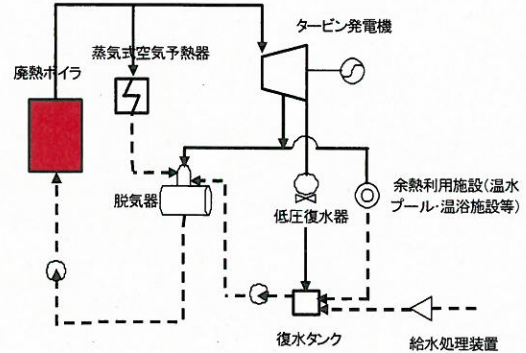 タービン発電機
蒸気式空気予熱器
廃熱ボイラ
余熱利用施設(温水
プール・温浴施設等)
脱気器
低圧復水器
復水タンク
給水処理装置